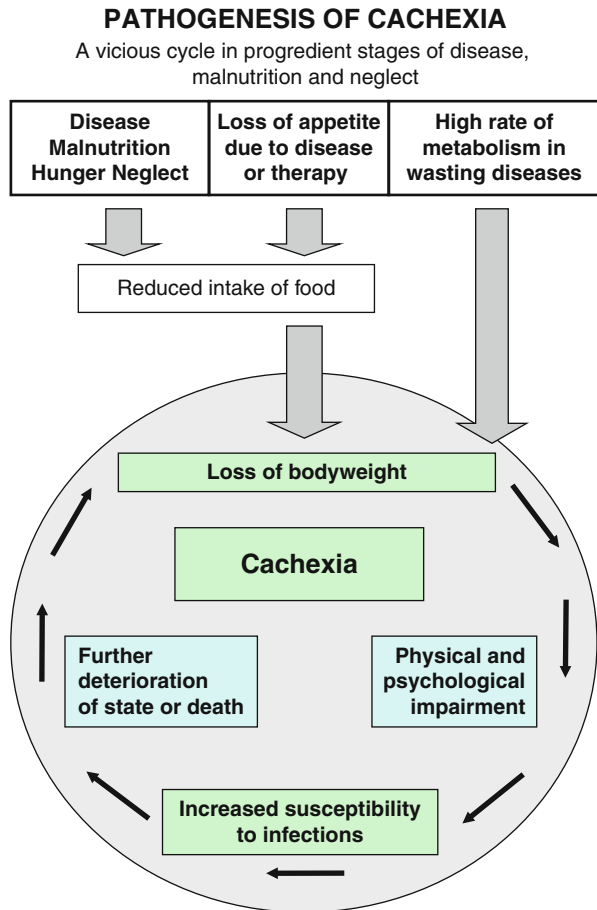 PATHOGENESIS OF CACHEXIA
A vicious cycle in progredient stages of disease,
malnutrition and neglect
Disease
Malnutrition
Hunger Neglect
Loss of appetite
due to disease
or therapy
High rate of
metabolism in
wasting diseases
Reduced intake of food
Loss of bodyweight
Cachexia
Further
deterioration
of state or death
Physical and
psychological
impairment
Increased susceptibility
to infections